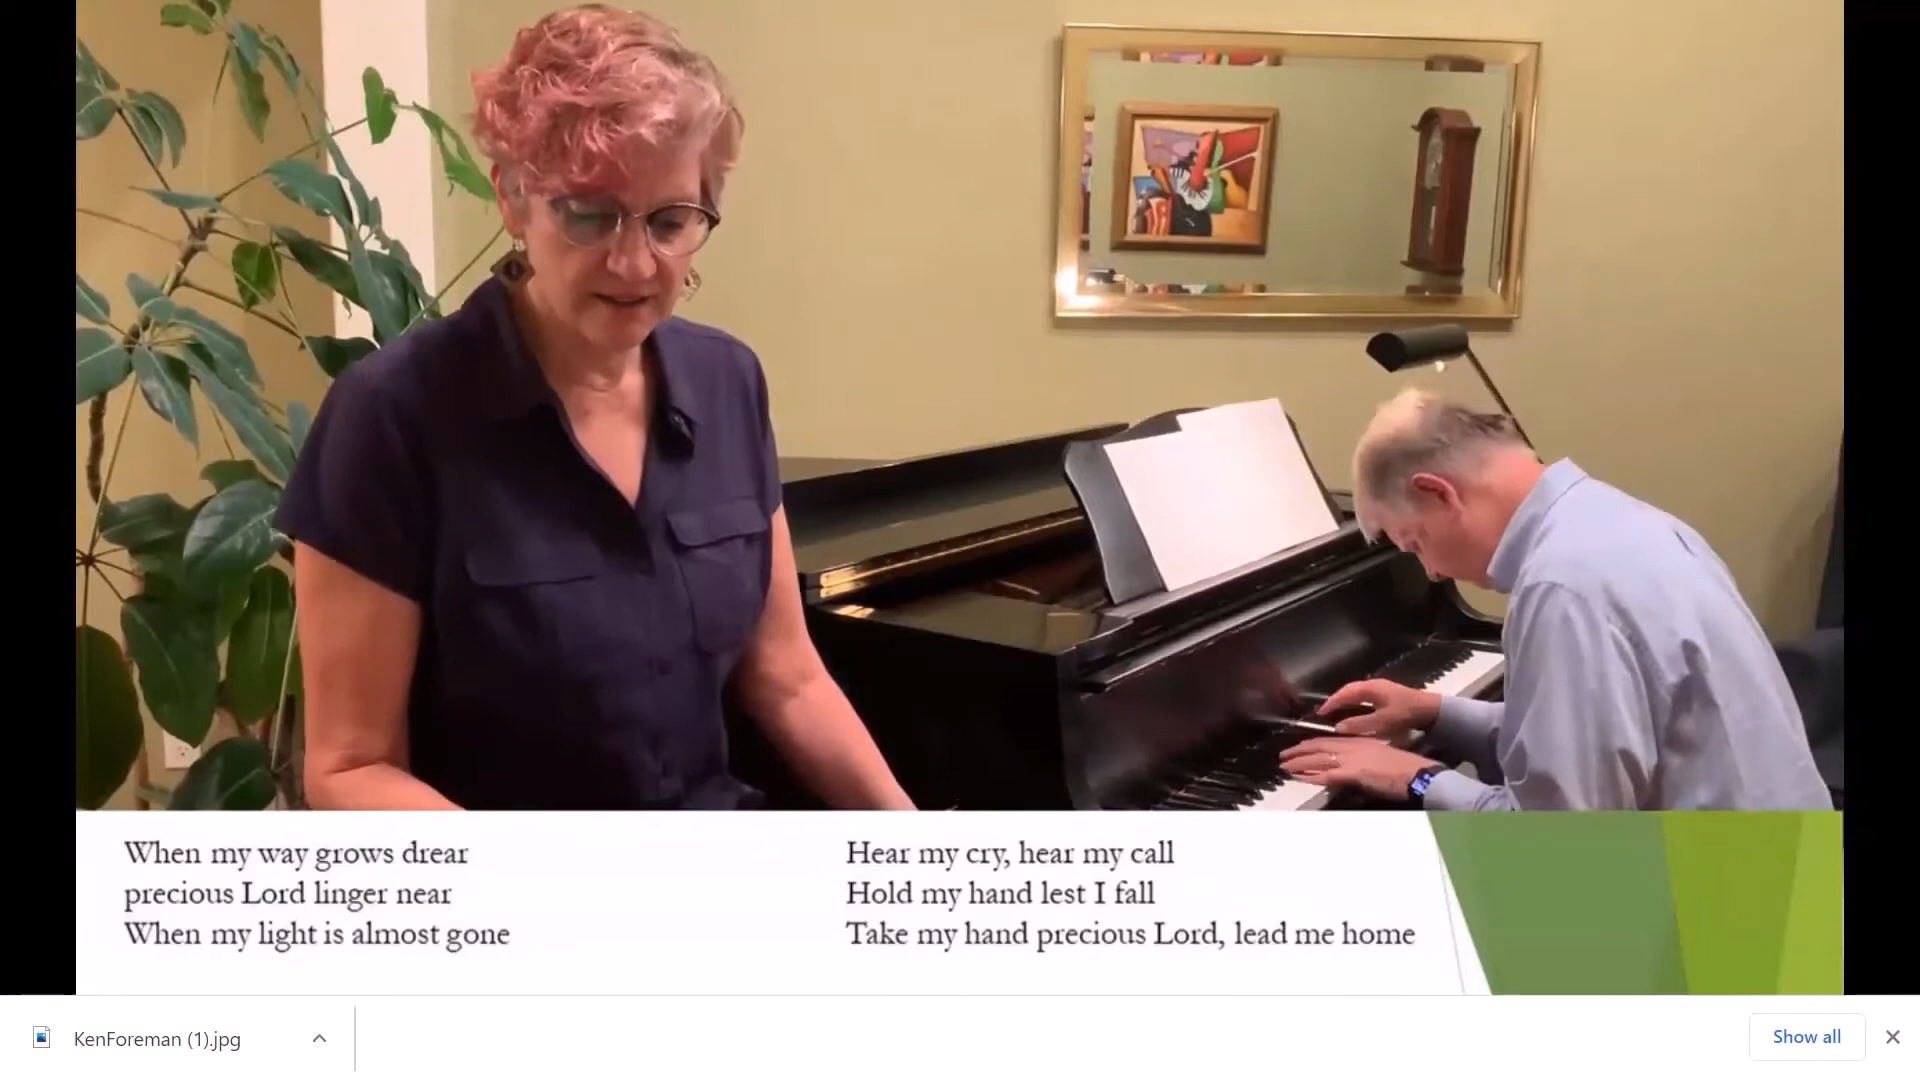 When my way grows drear
precious Lord linger near
When my light is almost gone
Hear my cry, hear my call
Hold my hand lest I fall
Take my hand precious Lord, lead me home
KenForeman (1).jpg
Show all